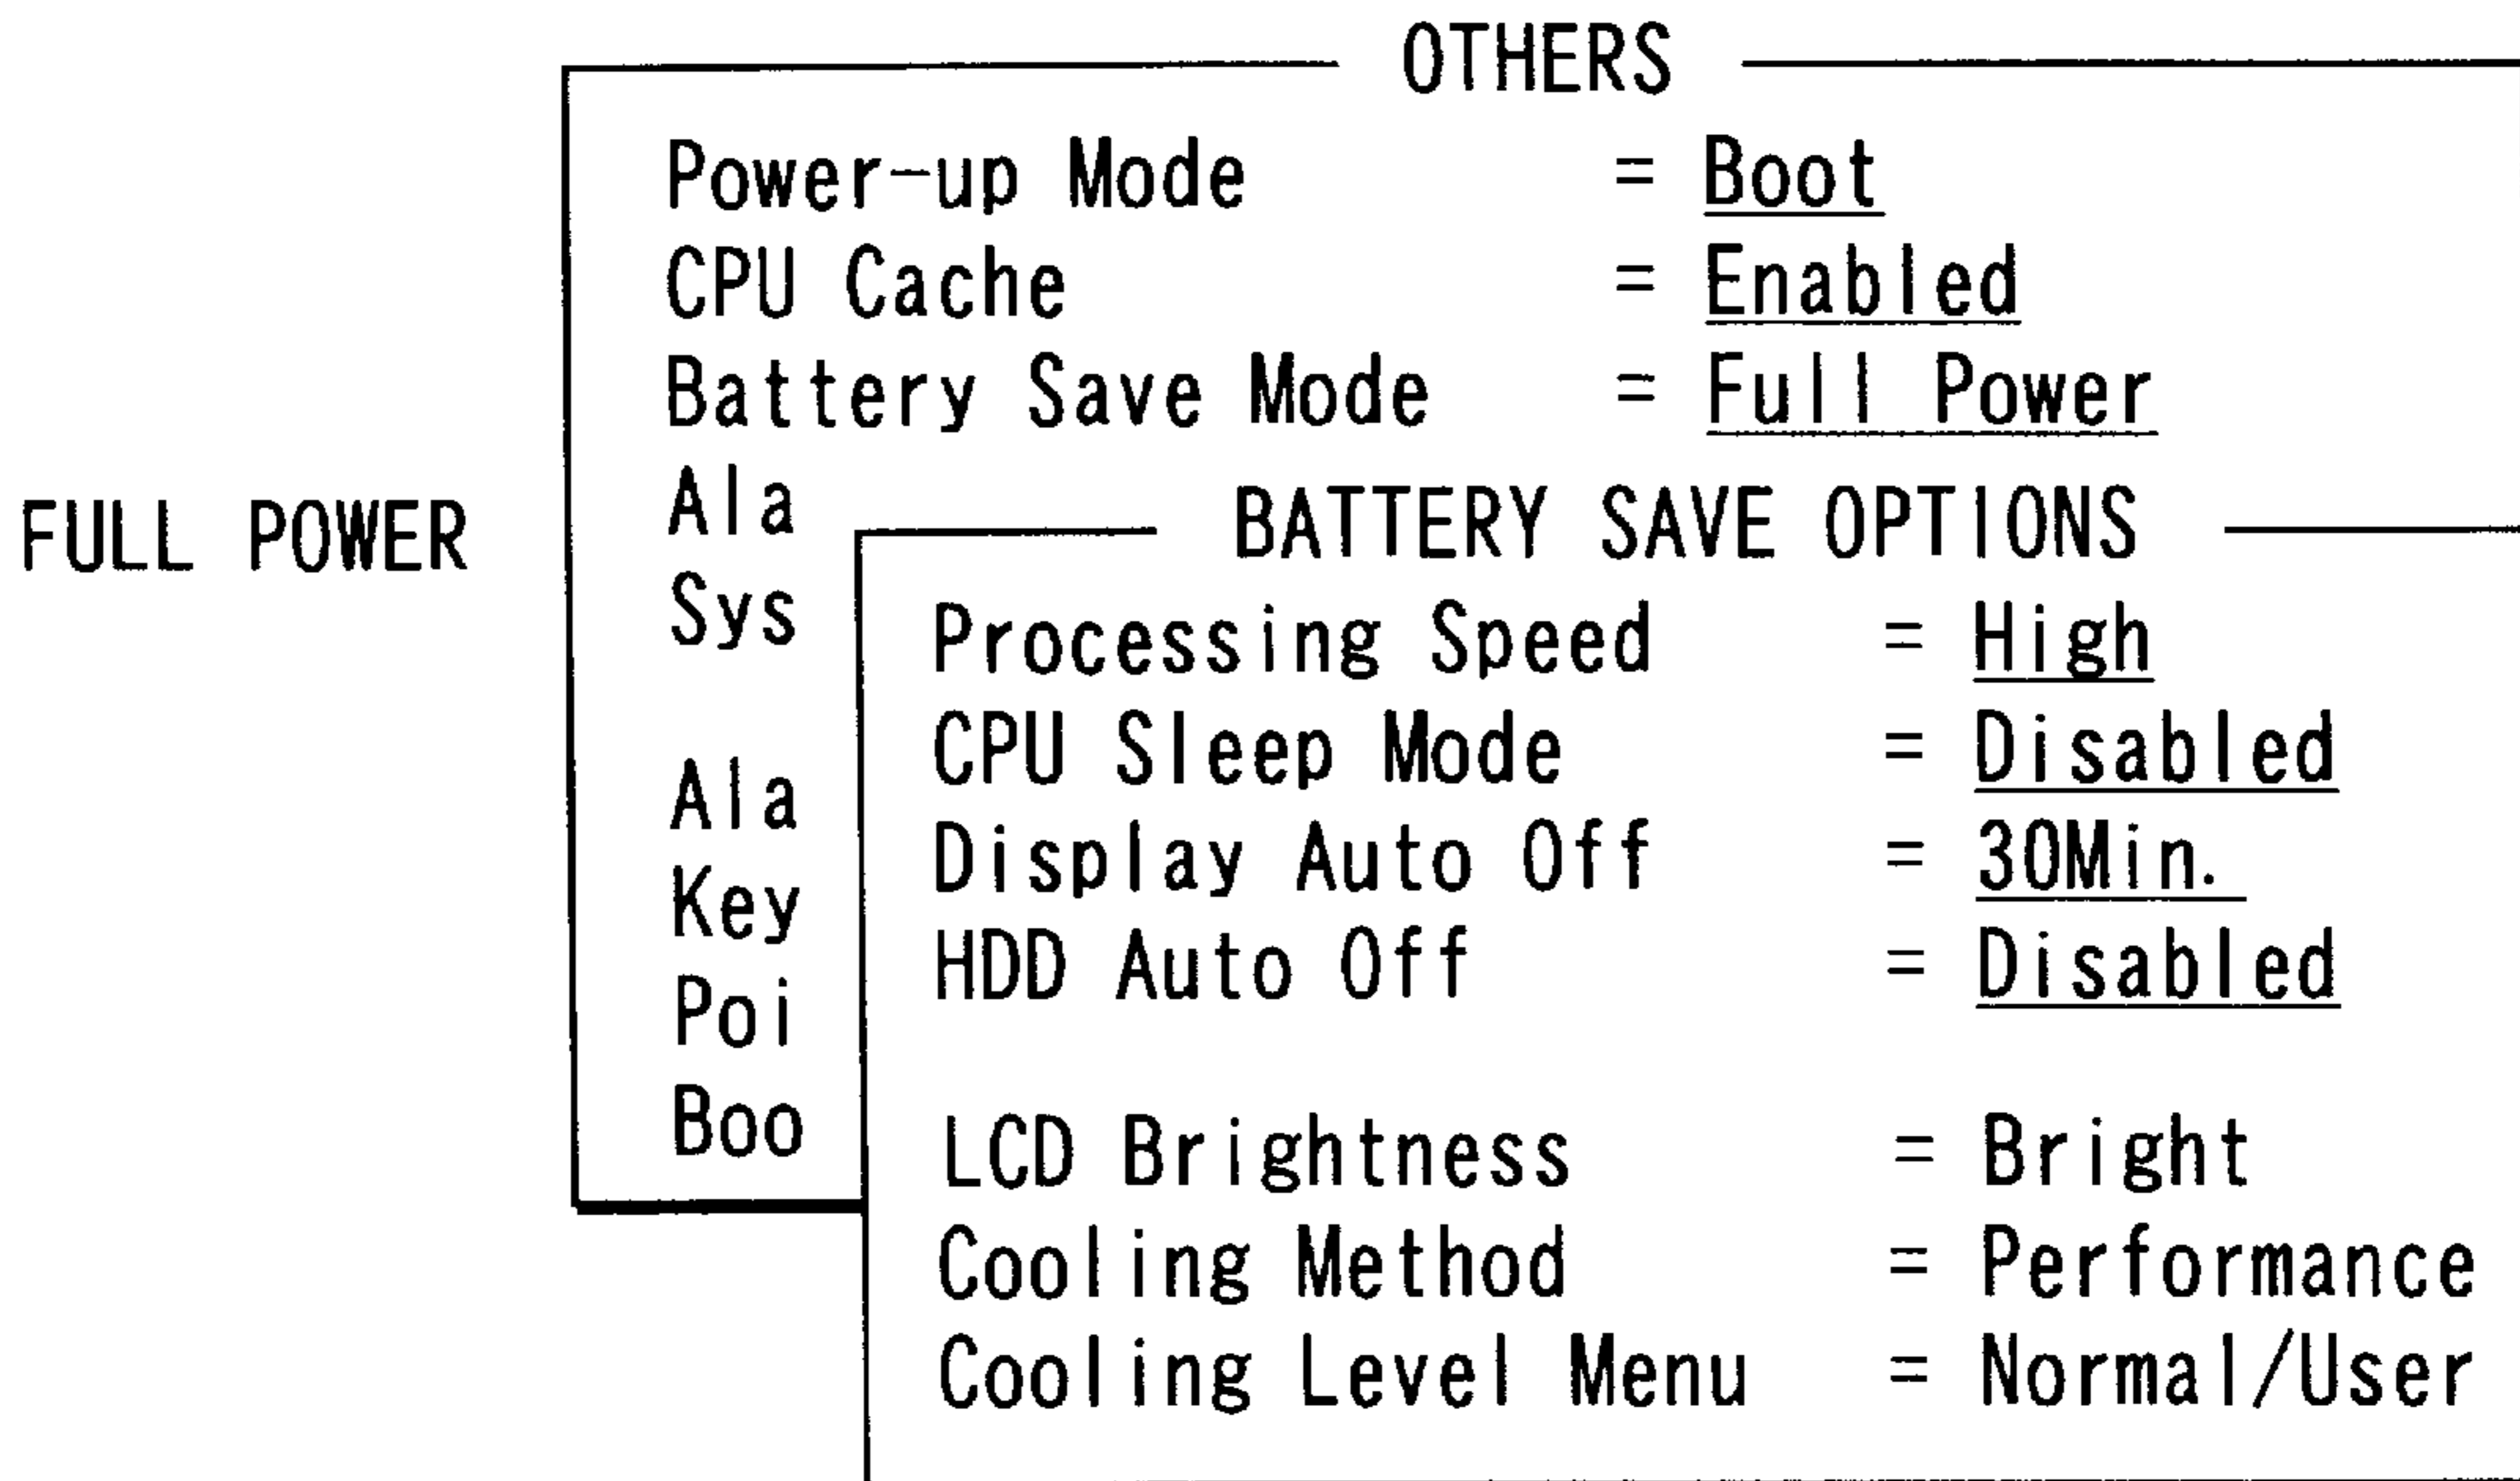 OTHERS
Power-up Mode = Boot
CPU Cache = Enabled
Battery Save Mode = Full Power
FULL POWER
Ala
Sys
Ala
Key
Poi
Boo
BATTERY SAVE OPTIONS
Processing Speed = High
CPU Sleep Mode = Disabled
Display Auto Off = 30Min.
HDD Auto Off = Disabled
LCD Brightness = Bright
Cooling Method = Performance
Cooling Level Menu = Normal/User